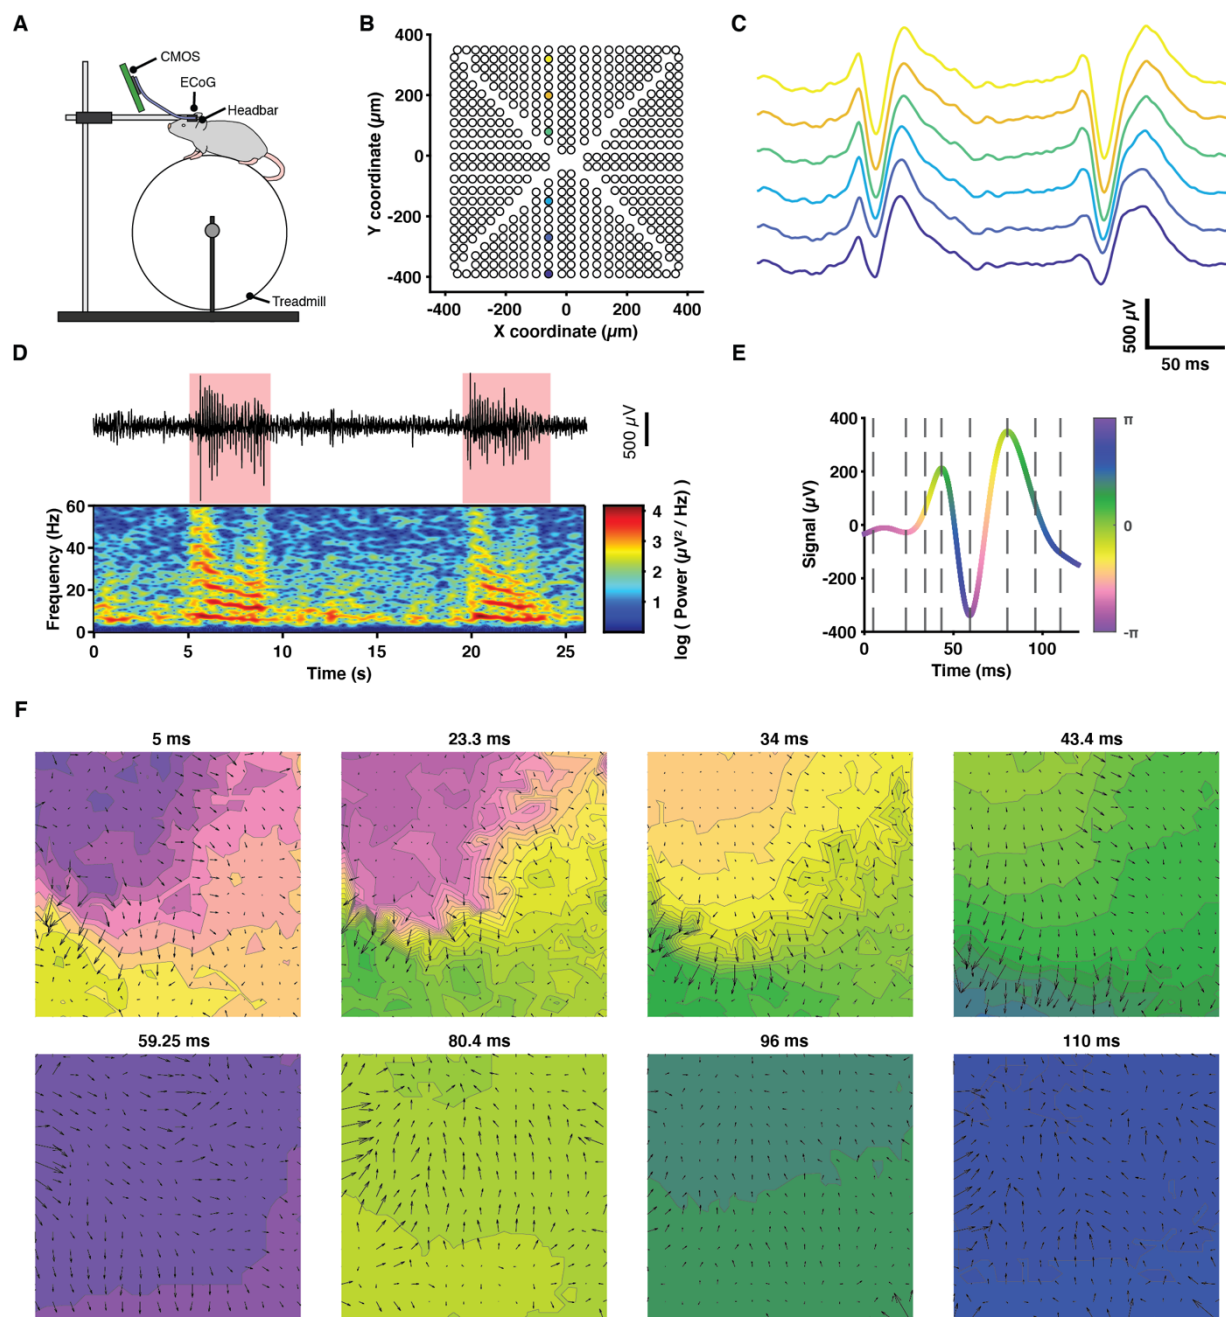 A
CMOS
ECoG
Headbar
Treadmill
B
400
200
0
-200
-400
Y coordinate (µm)
-400
-200
0
200
400
X coordinate (µm)
C
500 µV
50 ms
D
500 µV
60
40
20
0
Frequency (Hz)
0
5
10
15
20
25
Time (s)
4
3
2
1
log ( Power (µV² / Hz) )
E
400
200
0
-200
-400
Signal (µV)
0
50
100
Time (ms)
π
0
-π
F
5 ms
23.3 ms
34 ms
43.4 ms
59.25 ms
80.4 ms
96 ms
110 ms